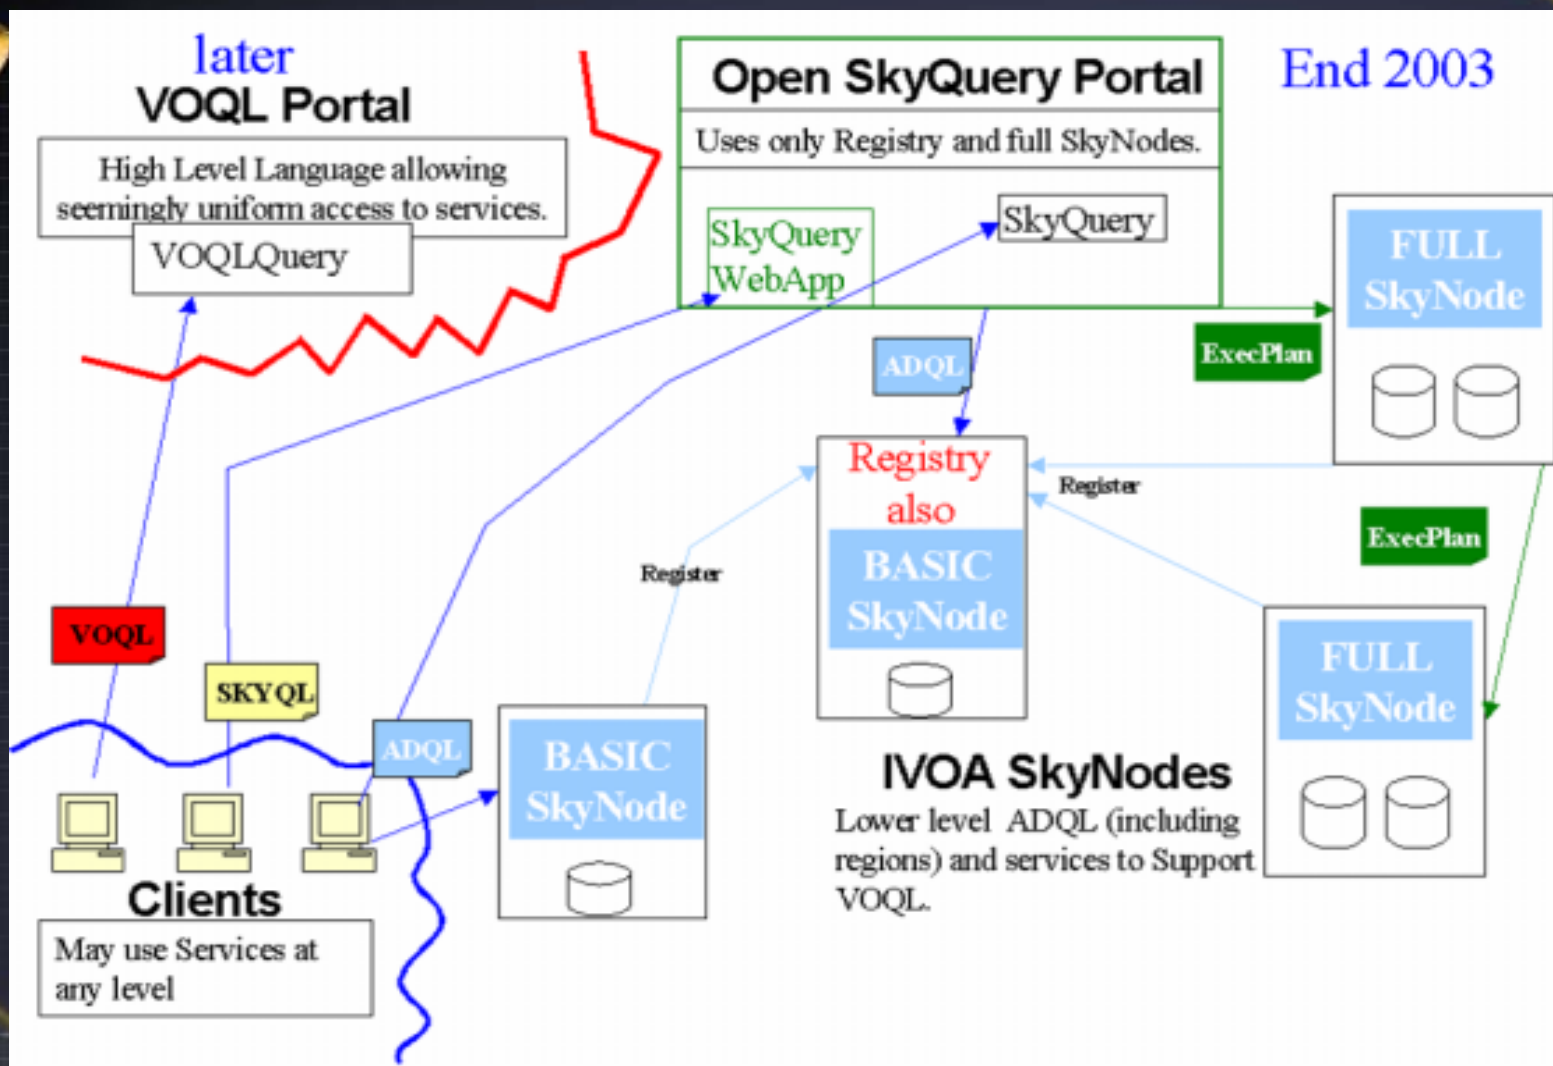 later
VOQL Portal
High Level Language allowing
seemingly uniform access to services.
VOQLQuery
Open SkyQuery Portal
Uses only Registry and full SkyNodes.
SkyQuery
WebApp
SkyQuery
End 2003
FULL
SkyNode
ExecPlan
ADQL
Registry
also
BASIC
SkyNode
Register
ExecPlan
Register
FULL
SkyNode
VOQL
SKYQL
ADQL
BASIC
SkyNode
IVOA SkyNodes
Lower level ADQL (including
regions) and services to Support
VOQL.
Clients
May use Services at
any level